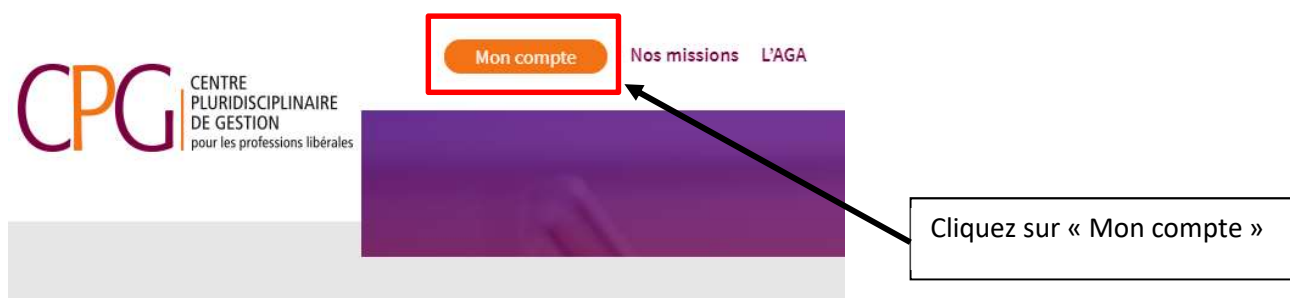 Mon compte Nos missions L'AGA
CPG
CENTRE
PLURIDISCIPLINAIRE
DE GESTION
pour les professions libérales
Cliquez sur « Mon compte »